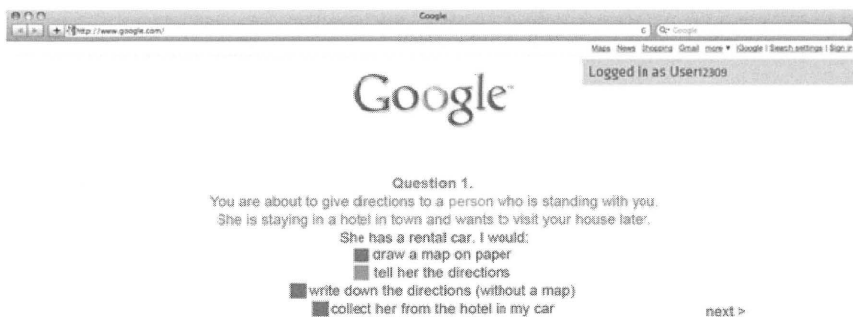 Google
http://www.google.com/
Google
Maps News Shopping Gmail more ▼ iGoogle | Search settings | Sign in
Logged in as User12309
Google
Question 1.
You are about to give directions to a person who is standing with you.
She is staying in a hotel in town and wants to visit your house later.
She has a rental car. I would:
draw a map on paper
tell her the directions
write down the directions (without a map)
collect her from the hotel in my car
next >